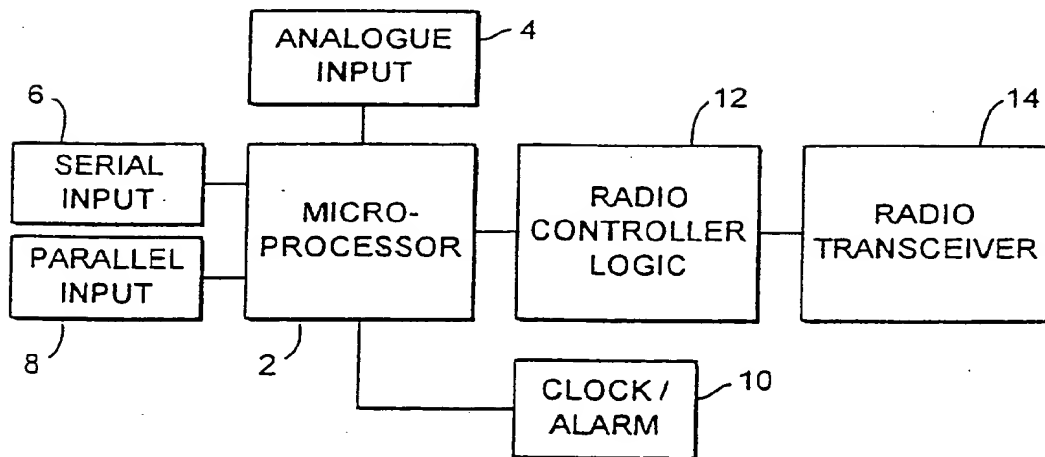 ANALOGUE
INPUT
4
6
SERIAL
INPUT
PARALLEL
INPUT
8
MICRO-
PROCESSOR
2
12
RADIO
CONTROLLER
LOGIC
14
RADIO
TRANSCEIVER
CLOCK /
ALARM
10